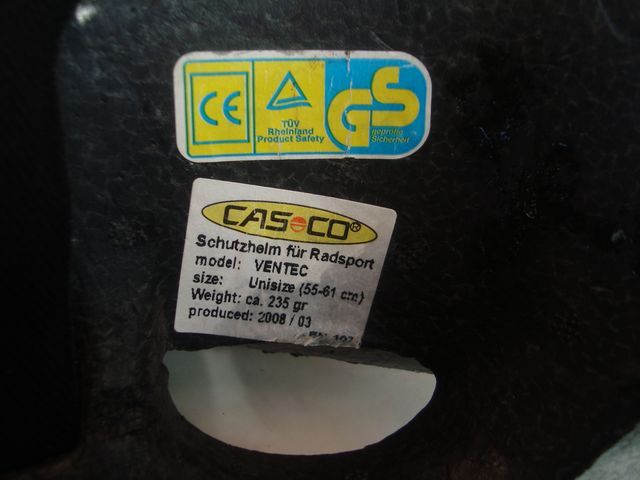 CE
TÜV
Rheinland
Product Safety
GS
geprüfte
Sicherheit
CASCO®
Schutzhelm für Radsport
model: VENTEC
size: Unisize (55-61 cm)
Weight: ca. 235 gr
produced: 2008 / 03